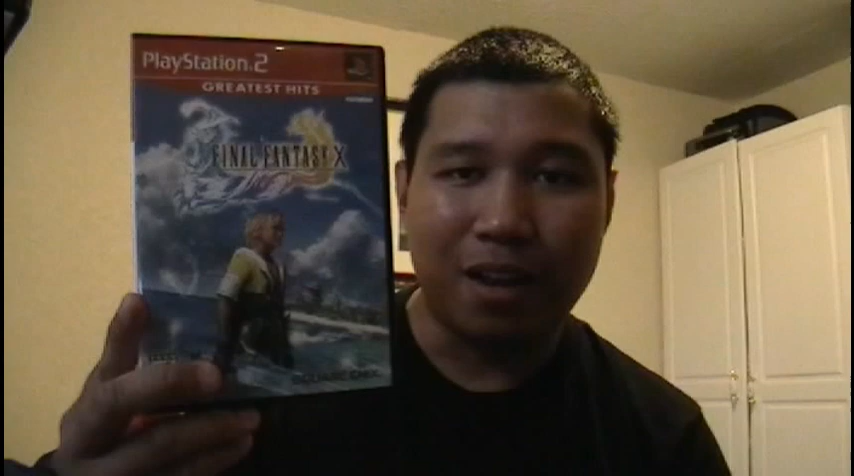 PlayStation.2
GREATEST HITS
FINAL FANTASY X
SQUARE ENIX